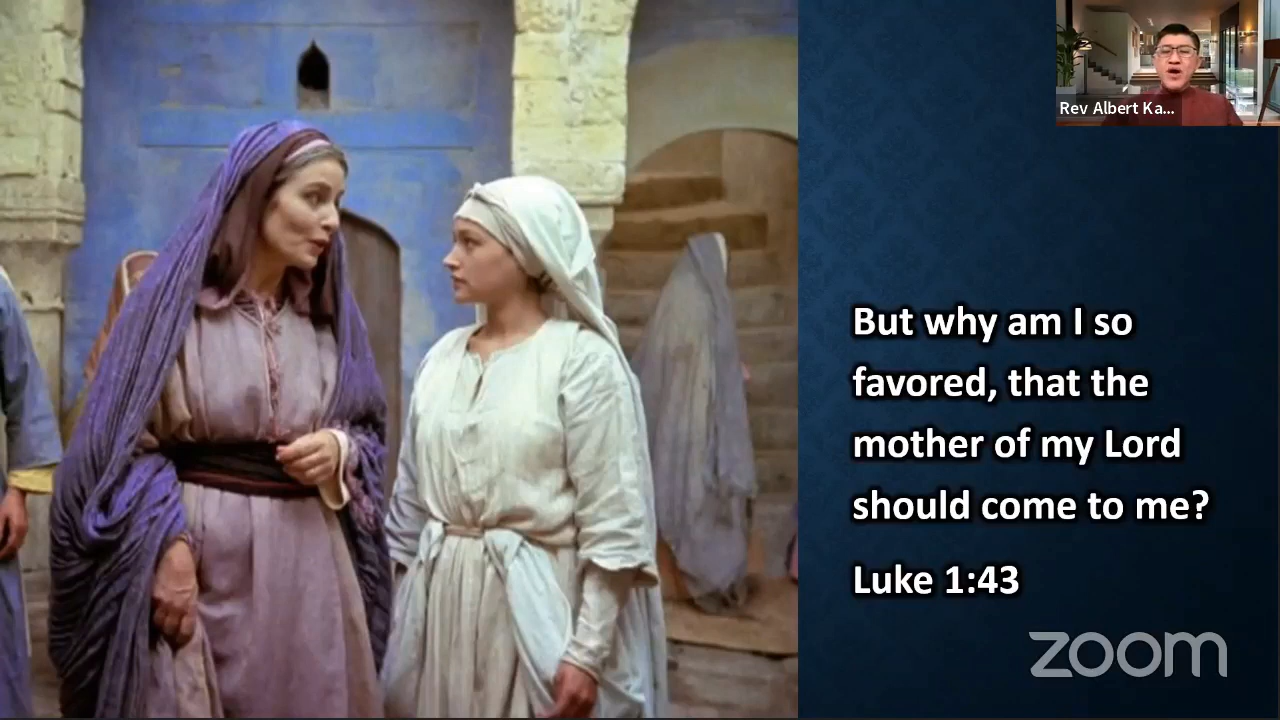 Rev Albert Ka...
But why am I so
favored, that the
mother of my Lord
should come to me?
Luke 1:43
zoom